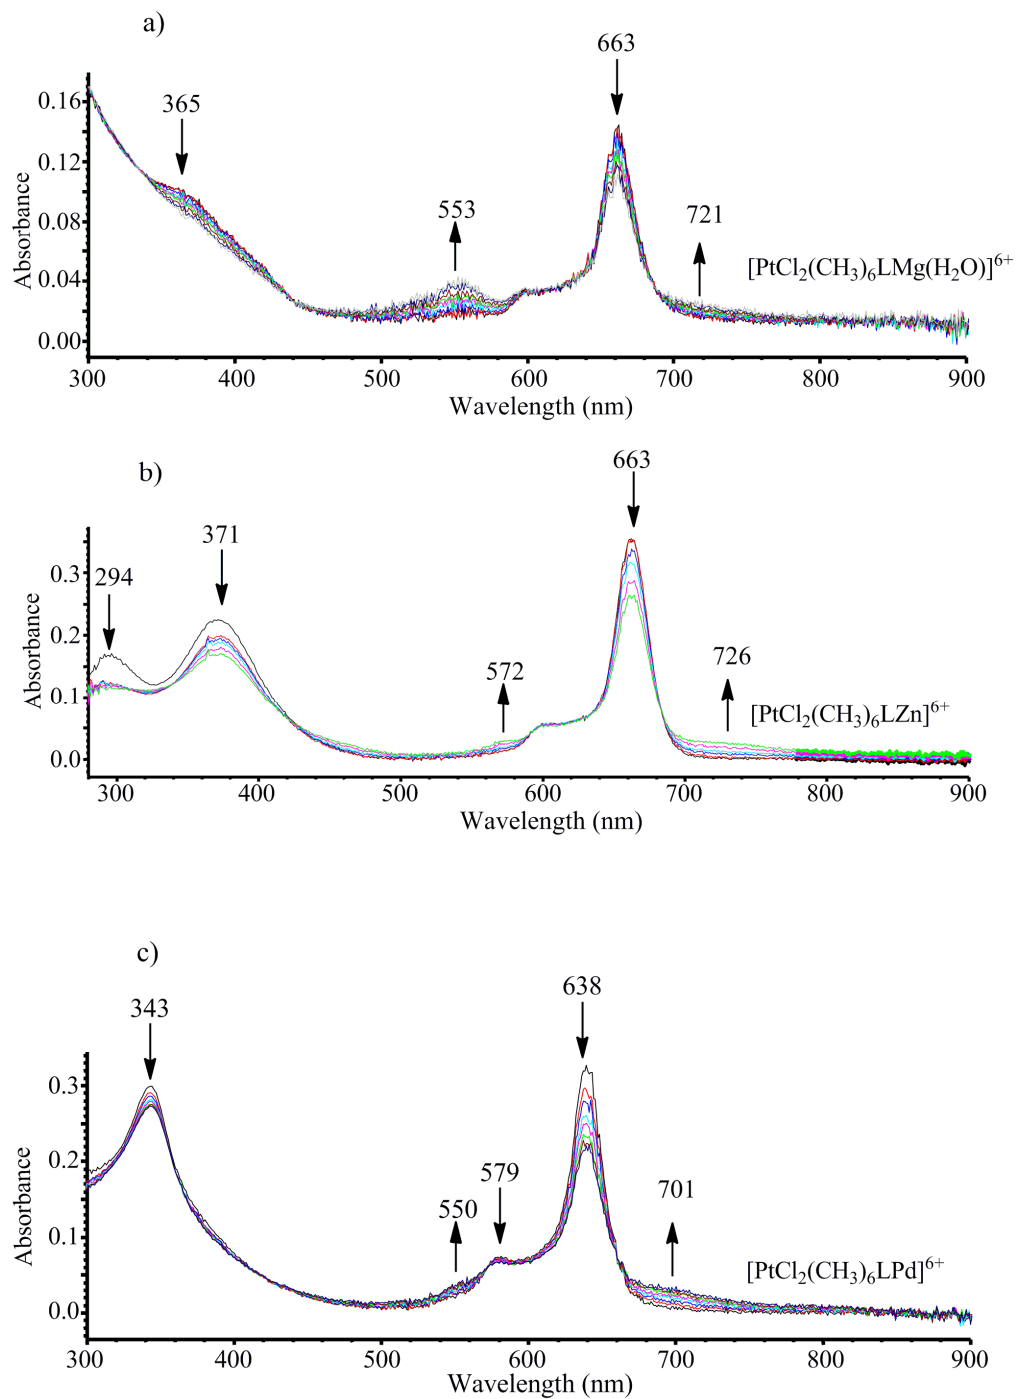 a)
663
365
553
721
0.16
0.12
0.08
0.04
0.00
Absorbance
[PtCl₂(CH₃)₆LMg(H₂O)]⁶⁺
300 400 500 600 700 800 900
Wavelength (nm)
b)
663
371
294
572
726
0.3
0.2
0.1
0.0
Absorbance
[PtCl₂(CH₃)₆LZn]⁶⁺
300 400 500 600 700 800 900
Wavelength (nm)
c)
638
343
579
550
701
0.3
0.2
0.1
0.0
Absorbance
[PtCl₂(CH₃)₆LPd]⁶⁺
300 400 500 600 700 800 900
Wavelength (nm)